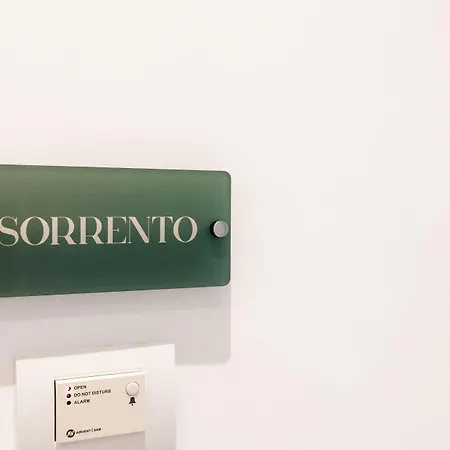 SORRENTO
OPEN
DO NOT DISTURB
ALARM